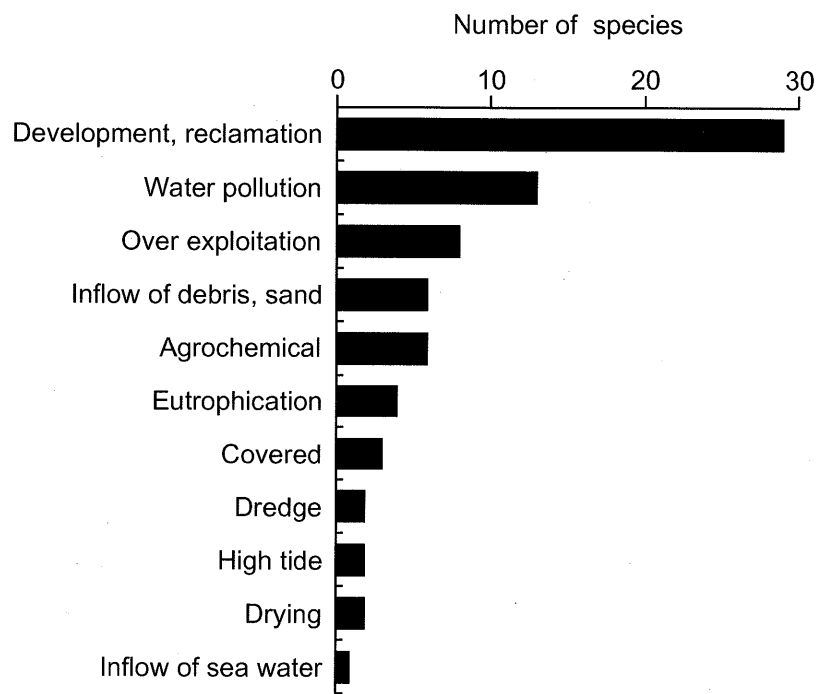 Number of species
0 10 20 30
Development, reclamation
Water pollution
Over exploitation
Inflow of debris, sand
Agrochemical
Eutrophication
Covered
Dredge
High tide
Drying
Inflow of sea water